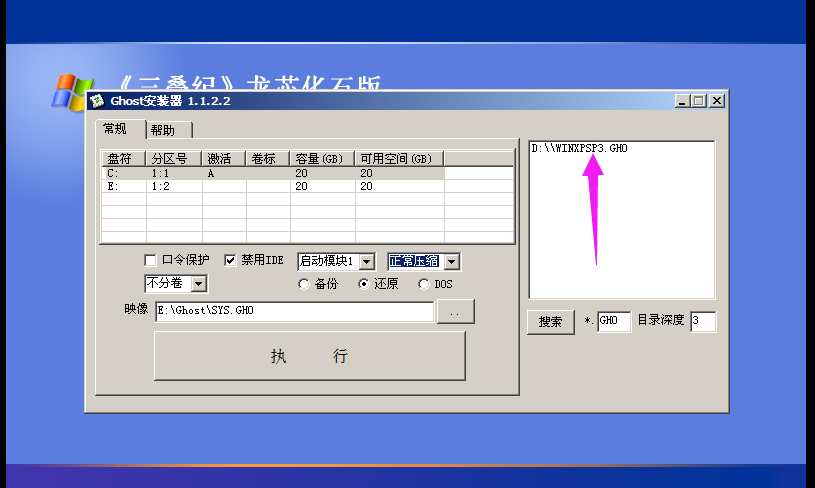 《三叠纪》龙芯化石版
Ghost安装器 1.1.2.2
常规 帮助
盘符 分区号 激活 卷标 容量(GB) 可用空间(GB)
C: 1:1 A 20 20
E: 1:2 20 20
口令保护 禁用IDE 启动模块1 正常压缩
不分卷 备份 还原 DOS
映像 E:\Ghost\SYS.GHO ..
执 行
D:\\WINXPSP3.GHO
搜索 *. GHO 目录深度 3